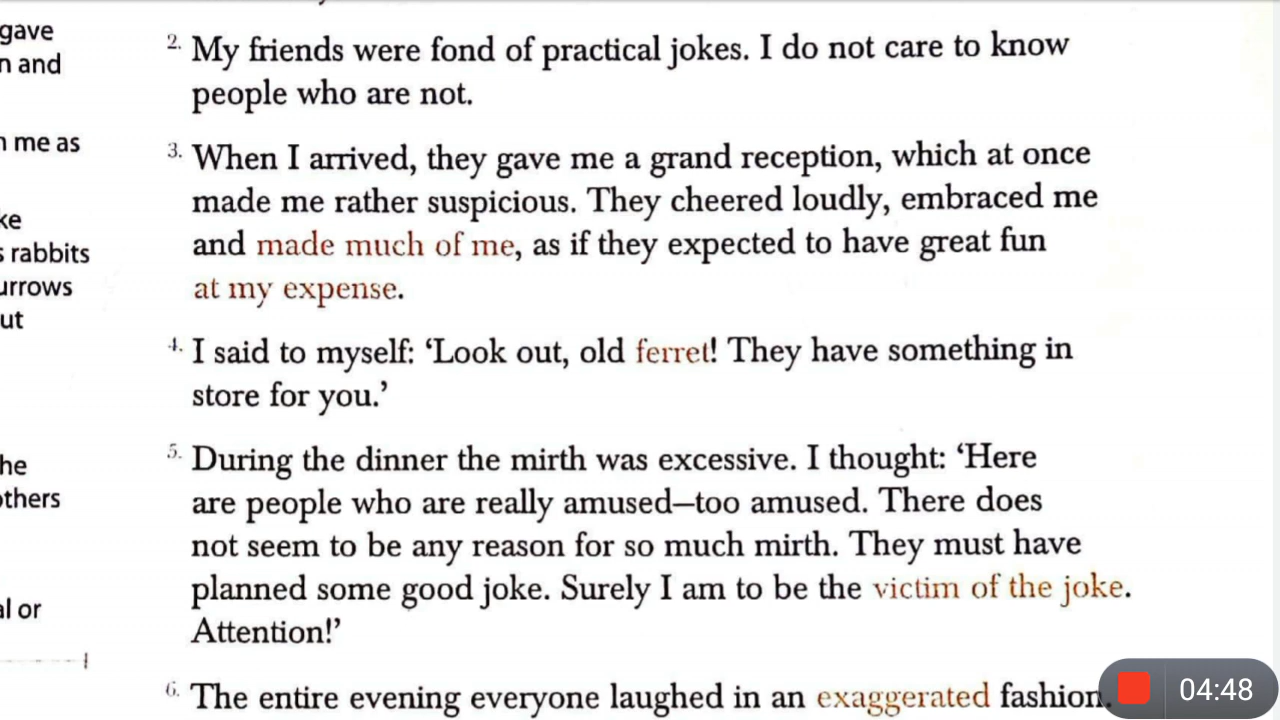 gave
n and
me as
ke
rabbits
urrows
ut
he
others
al or
2. My friends were fond of practical jokes. I do not care to know
people who are not.
3. When I arrived, they gave me a grand reception, which at once
made me rather suspicious. They cheered loudly, embraced me
and made much of me, as if they expected to have great fun
at my expense.
4. I said to myself: ‘Look out, old ferret! They have something in
store for you.’
5. During the dinner the mirth was excessive. I thought: ‘Here
are people who are really amused—too amused. There does
not seem to be any reason for so much mirth. They must have
planned some good joke. Surely I am to be the victim of the joke.
Attention!’
6. The entire evening everyone laughed in an exaggerated fashion.
04:48